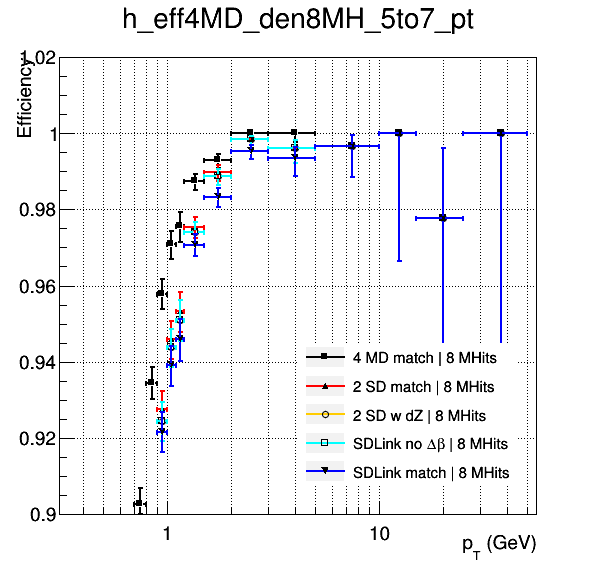 h_eff4MD_den8MH_5to7_pt
Efficiency
1.02
1
0.98
0.96
0.94
0.92
0.9
4 MD match | 8 MHits
2 SD match | 8 MHits
2 SD w dZ | 8 MHits
SDLink no Δβ | 8 MHits
SDLink match | 8 MHits
1
10
p_T (GeV)